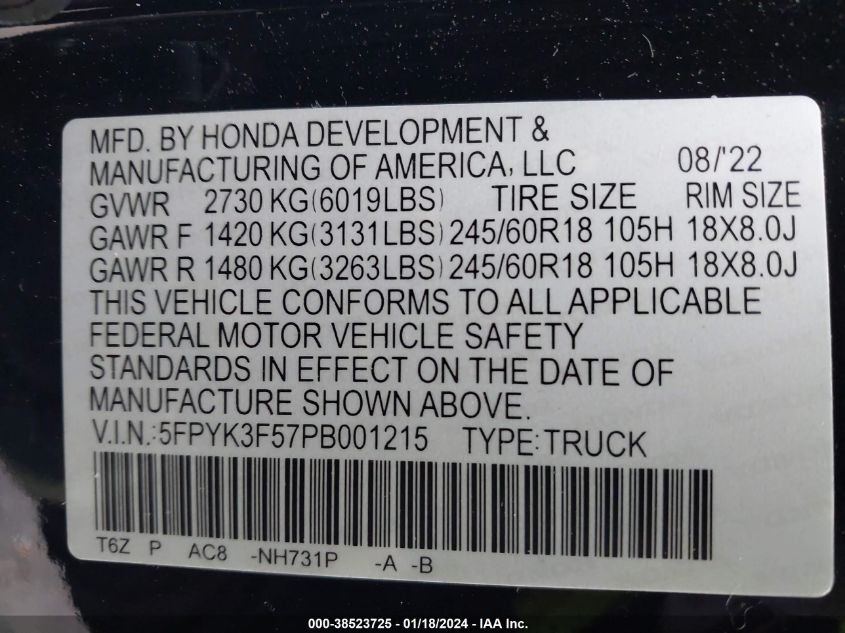 MFD. BY HONDA DEVELOPMENT &
MANUFACTURING OF AMERICA, LLC 08/'22
GVWR 2730 KG(6019LBS) TIRE SIZE RIM SIZE
GAWR F 1420 KG(3131LBS) 245/60R18 105H 18X8.0J
GAWR R 1480 KG(3263LBS) 245/60R18 105H 18X8.0J
THIS VEHICLE CONFORMS TO ALL APPLICABLE
FEDERAL MOTOR VEHICLE SAFETY
STANDARDS IN EFFECT ON THE DATE OF
MANUFACTURE SHOWN ABOVE.
V.I.N.:5FPYK3F57PB001215 TYPE:TRUCK
T6Z P AC8 -NH731P -A -B
000-38523725 - 01/18/2024 - IAA Inc.